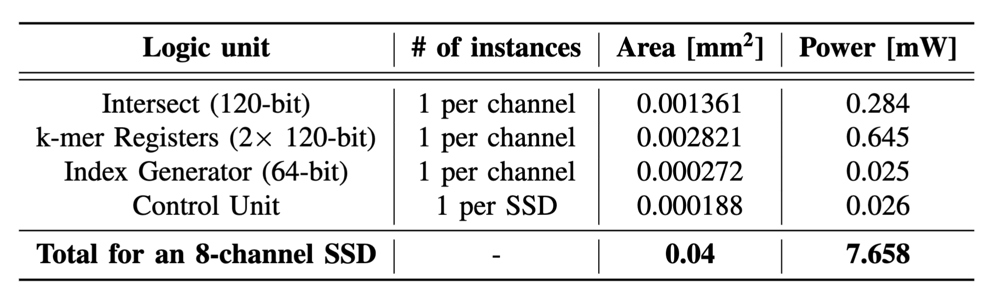 Logic unit # of instances Area [mm²] Power [mW]
Intersect (120-bit) 1 per channel 0.001361 0.284
k-mer Registers (2× 120-bit) 1 per channel 0.002821 0.645
Index Generator (64-bit) 1 per channel 0.000272 0.025
Control Unit 1 per SSD 0.000188 0.026
Total for an 8-channel SSD - 0.04 7.658